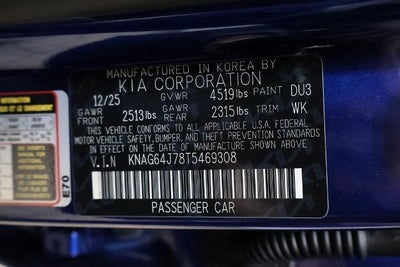 MANUFACTURED IN KOREA BY
KIA CORPORATION
12/25 GVWR 4519lbs PAINT DU3
GAWR FRONT 2513lbs GAWR REAR 2315lbs TRIM WK
THIS VEHICLE CONFORMS TO ALL APPLICABLE U.S.A. FEDERAL
MOTOR VEHICLE SAFETY, BUMPER, AND THEFT PREVENTION STANDARDS
IN EFFECT ON THE DATE OF MANUFACTURE SHOWN ABOVE.
V.I.N KNAG64J78T5469308
PASSENGER CAR
E70